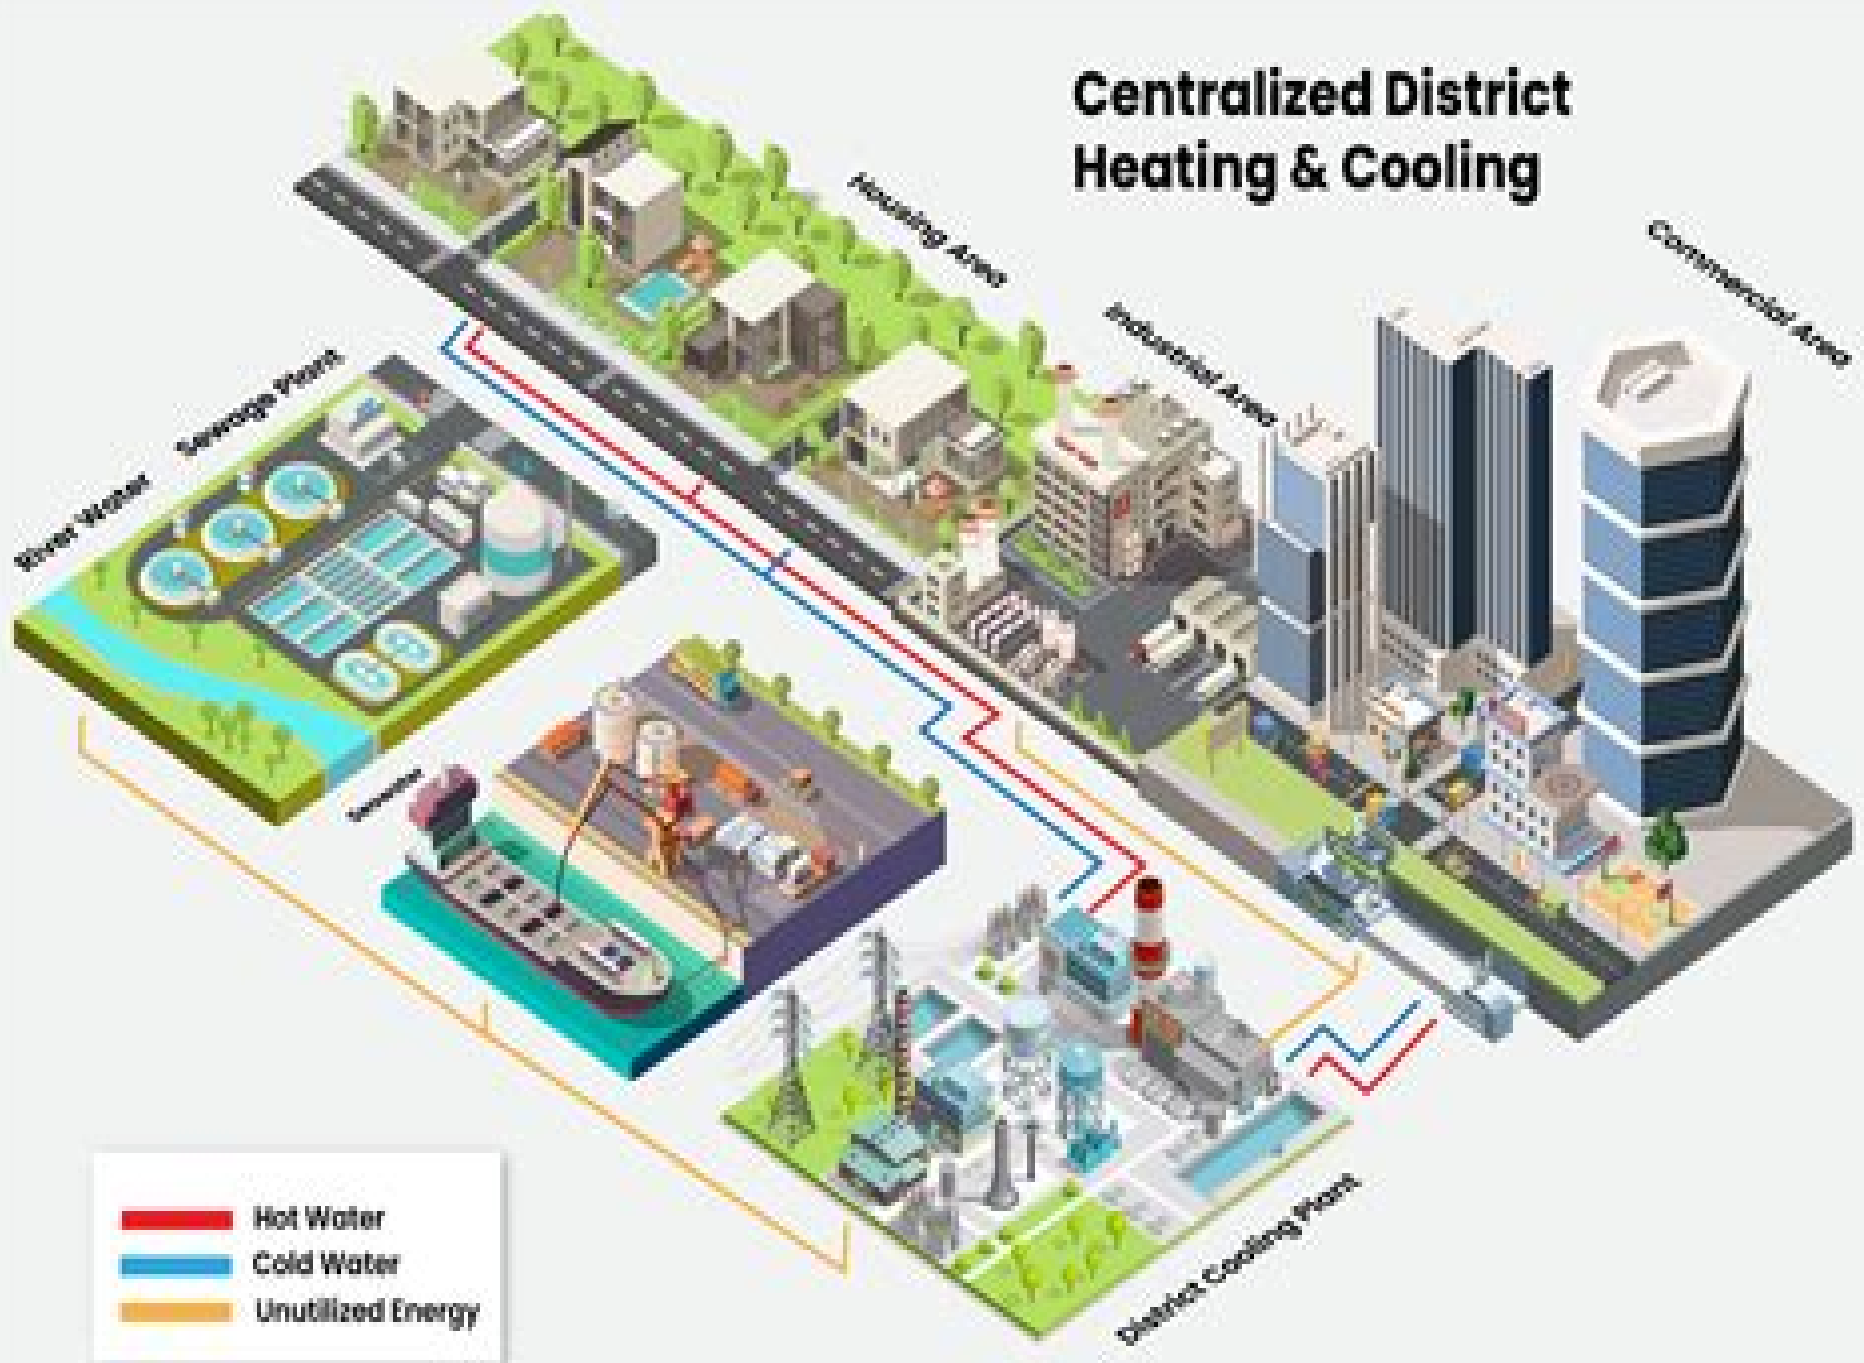 Centralized District
Heating & Cooling
Housing Area
Commercial Area
Industrial Area
Sewage Plant
River Water
Seawater
District Cooling Plant
Hot Water
Cold Water
Unutilized Energy